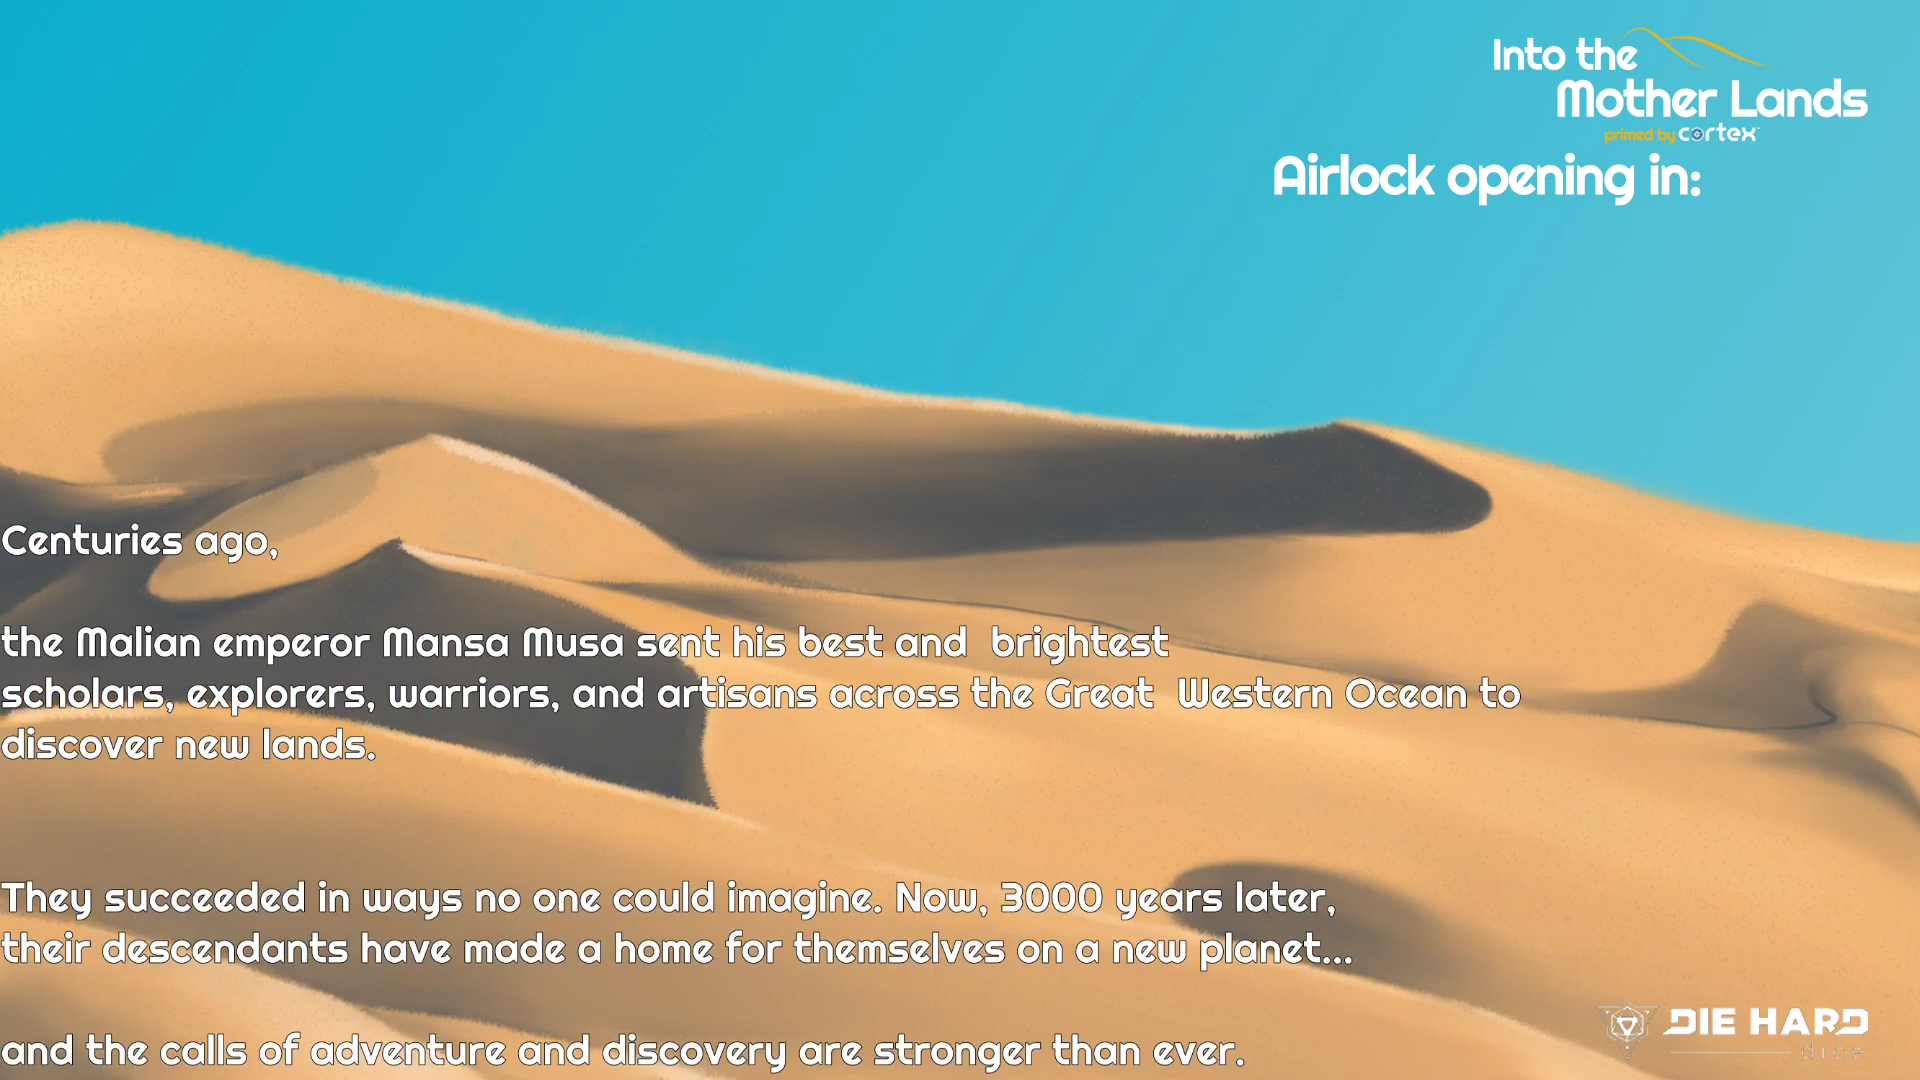 Into the
Mother Lands
primed by cortex
Airlock opening in:
Centuries ago,
the Malian emperor Mansa Musa sent his best and  brightest
scholars, explorers, warriors, and artisans across the Great  Western Ocean to
discover new lands.
They succeeded in ways no one could imagine. Now, 3000 years later,
their descendants have made a home for themselves on a new planet...
and the calls of adventure and discovery are stronger than ever.
DIE HARD
dice